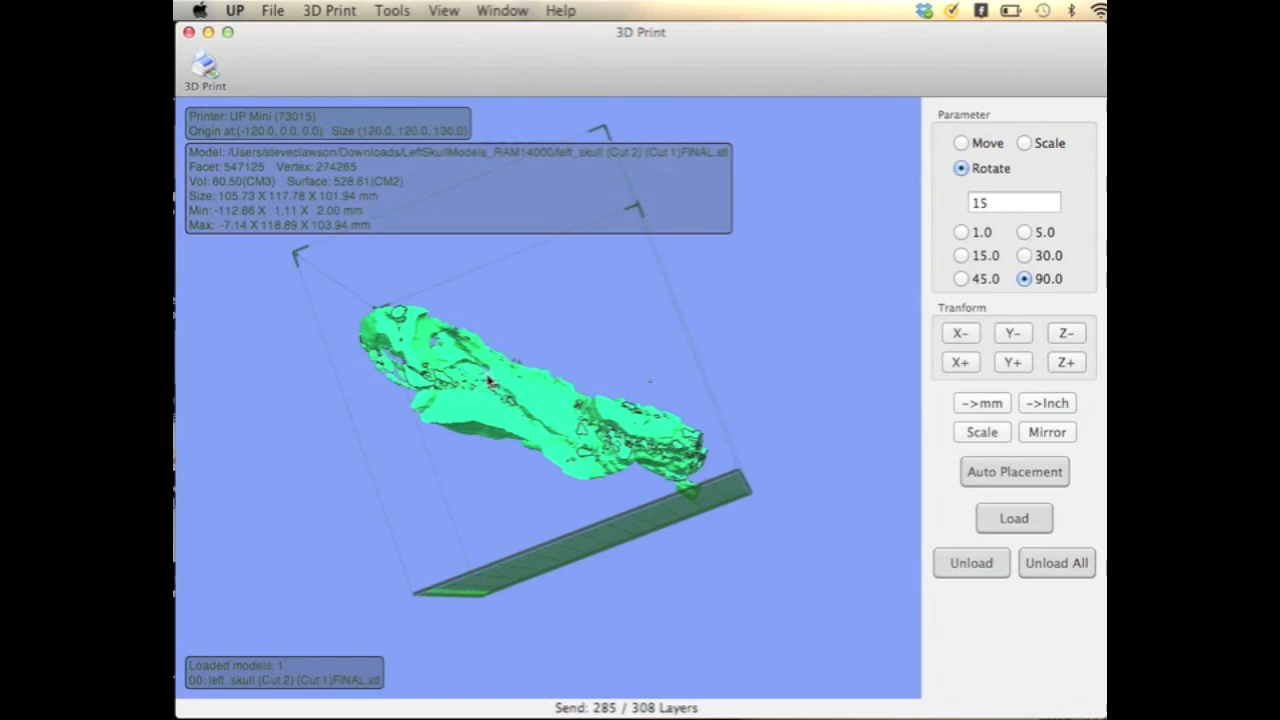 UP File 3D Print Tools View Window Help
3D Print
3D Print
Printer: UP Mini (73015)
Origin at:(-120.0, 0.0, 0.0) Size (120.0, 120.0, 130.0)
Model: /Users/steveclawson/Downloads/LeftSkullModels_RAM14000/left_skull (Cut 2) (Cut 1)FINAL.stl
Facet: 547125 Vertex: 274265
Vol: 60.50(CM3) Surface: 528.61(CM2)
Size: 105.73 X 117.78 X 101.94 mm
Min: -112.86 X 1.11 X 2.00 mm
Max: -7.14 X 118.89 X 103.94 mm
Parameter
Move Scale
Rotate
15
1.0 5.0
15.0 30.0
45.0 90.0
Tranform
X- Y- Z-
X+ Y+ Z+
->mm ->Inch
Scale Mirror
Auto Placement
Load
Unload Unload All
Loaded models: 1
00: left_skull (Cut 2) (Cut 1)FINAL.stl
Send: 285 / 308 Layers